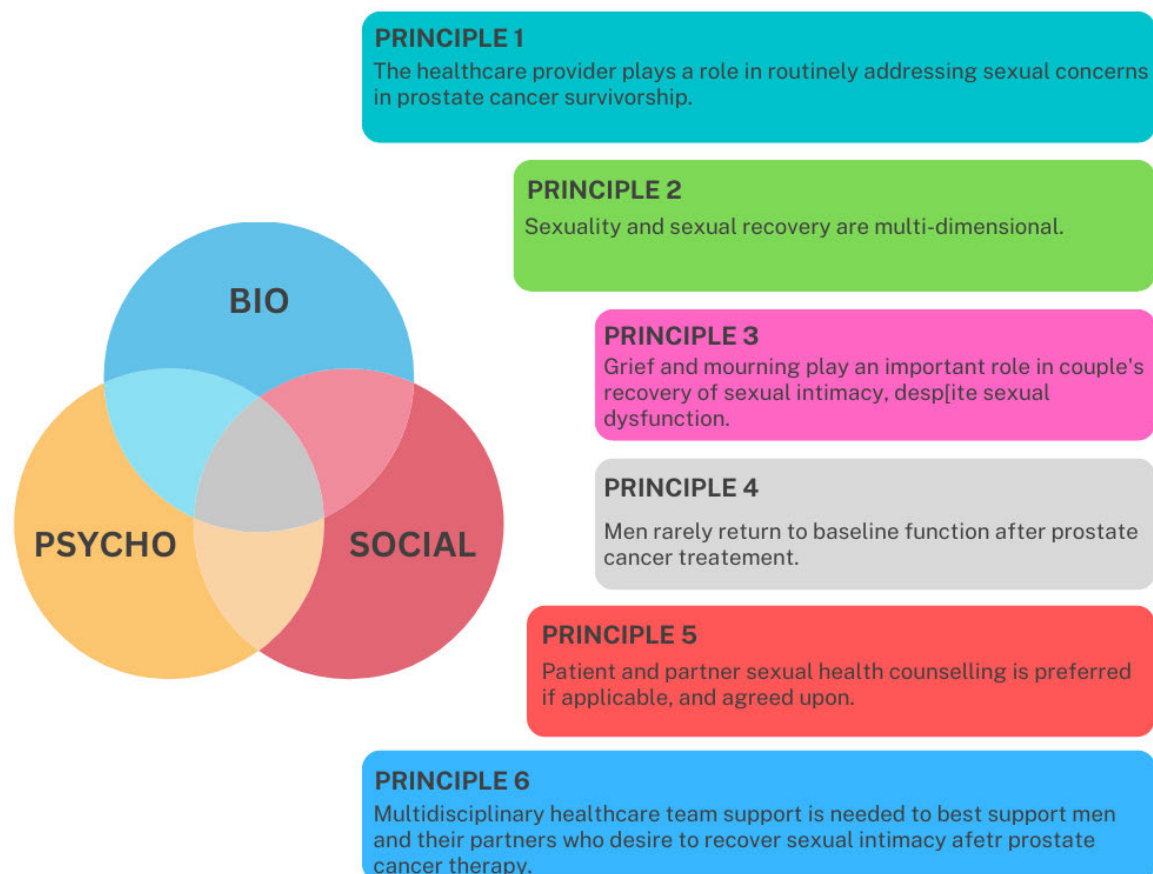 PRINCIPLE 1
The healthcare provider plays a role in routinely addressing sexual concerns
in prostate cancer survivorship.
PRINCIPLE 2
Sexuality and sexual recovery are multi-dimensional.
PRINCIPLE 3
Grief and mourning play an important role in couple's
recovery of sexual intimacy, desp[ite sexual
dysfunction.
PRINCIPLE 4
Men rarely return to baseline function after prostate
cancer treatement.
PRINCIPLE 5
Patient and partner sexual health counselling is preferred
if applicable, and agreed upon.
PRINCIPLE 6
Multidisciplinary healthcare team support is needed to best support men
and their partners who desire to recover sexual intimacy afetr prostate
cancer therapy.
BIO
PSYCHO
SOCIAL